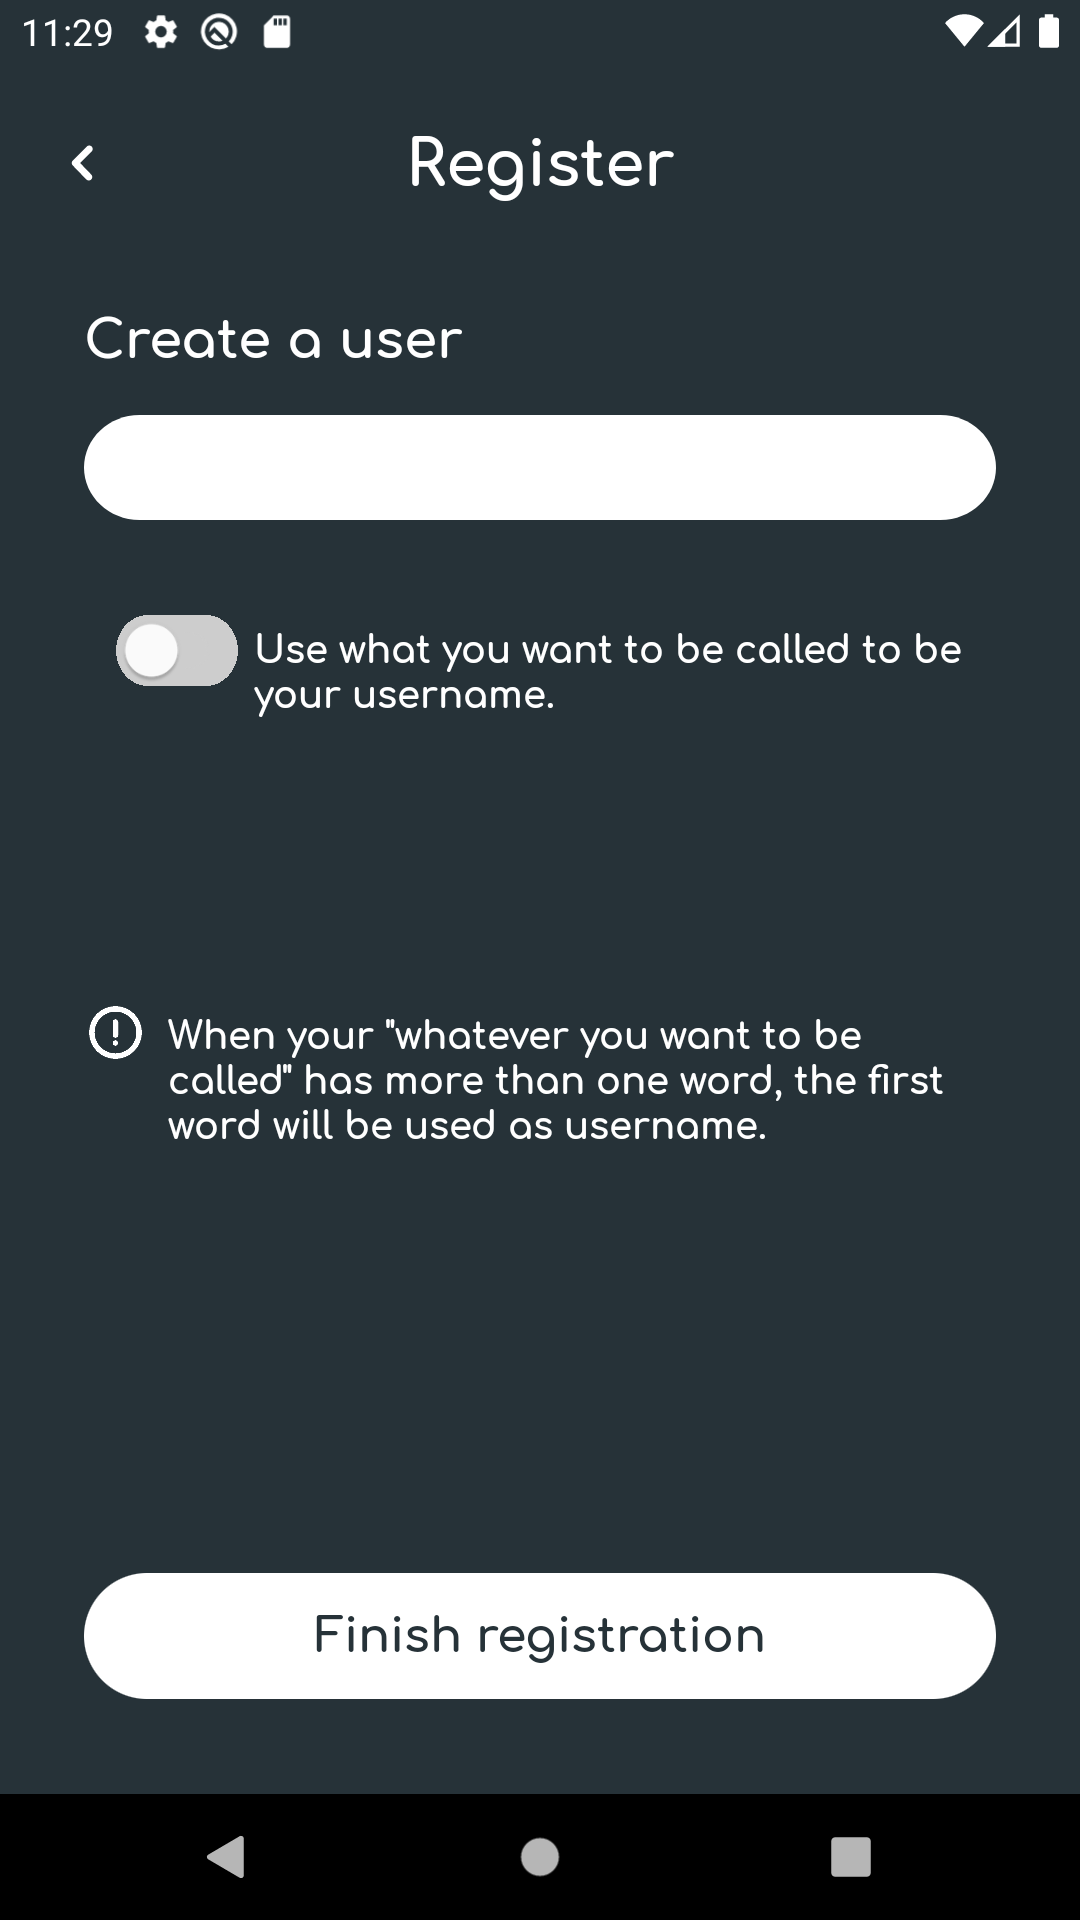 11:29
Register
Create a user
Use what you want to be called to be
your username.
When your "whatever you want to be
called" has more than one word, the first
word will be used as username.
Finish registration